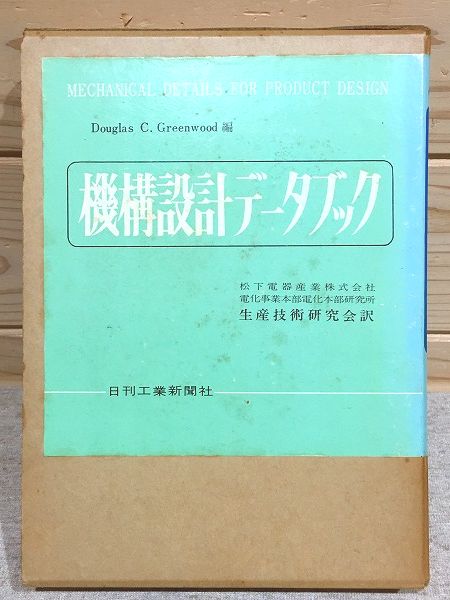 MECHANICAL DETAILS FOR PRODUCT DESIGN
Douglas C. Greenwood 編
機構設計データブック
松下電器産業株式会社
電化事業本部電化本部研究所
生産技術研究会訳
日刊工業新聞社